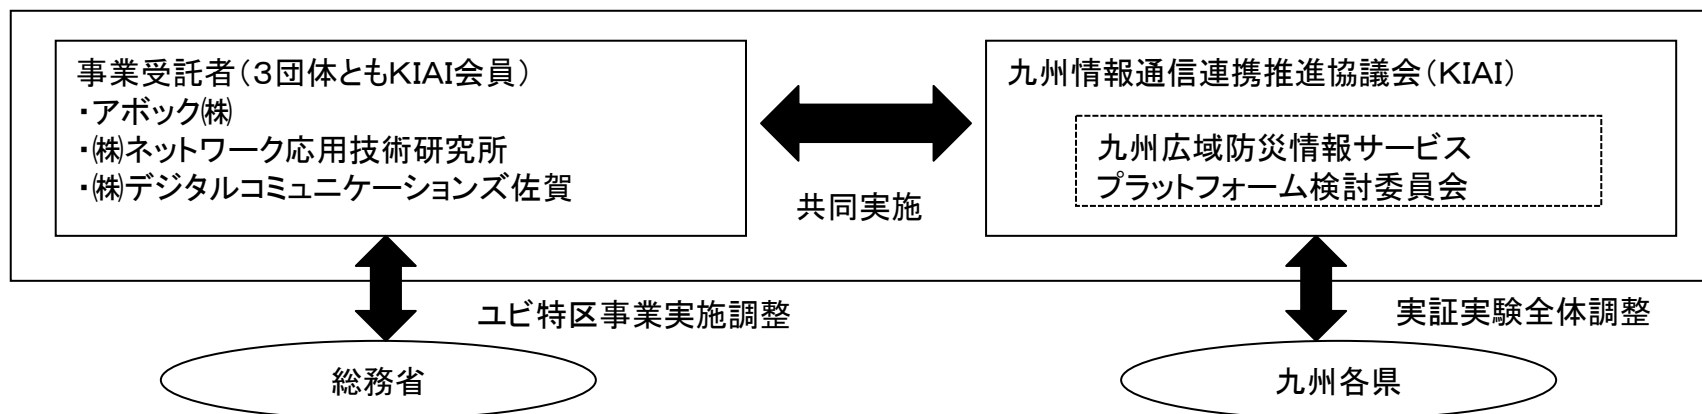 事業受託者（３団体ともKIAI会員）
・アボック㈱
・㈱ネットワーク応用技術研究所
・㈱デジタルコミュニケーションズ佐賀
共同実施
九州情報通信連携推進協議会（KIAI）
九州広域防災情報サービス
プラットフォーム検討委員会
ユビ特区事業実施調整
実証実験全体調整
総務省
九州各県